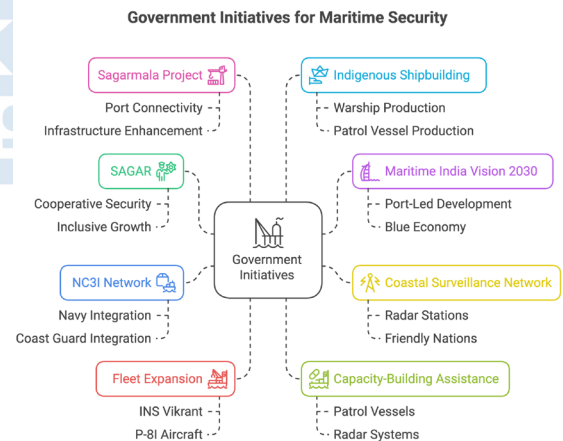 Government Initiatives for Maritime Security
Sagarmala Project
Port Connectivity
Infrastructure Enhancement
SAGAR
Cooperative Security
Inclusive Growth
NC3I Network
Navy Integration
Coast Guard Integration
Fleet Expansion
INS Vikrant
P-8I Aircraft
Government
Initiatives
Indigenous Shipbuilding
Warship Production
Patrol Vessel Production
Maritime India Vision 2030
Port-Led Development
Blue Economy
Coastal Surveillance Network
Radar Stations
Friendly Nations
Capacity-Building Assistance
Patrol Vessels
Radar Systems